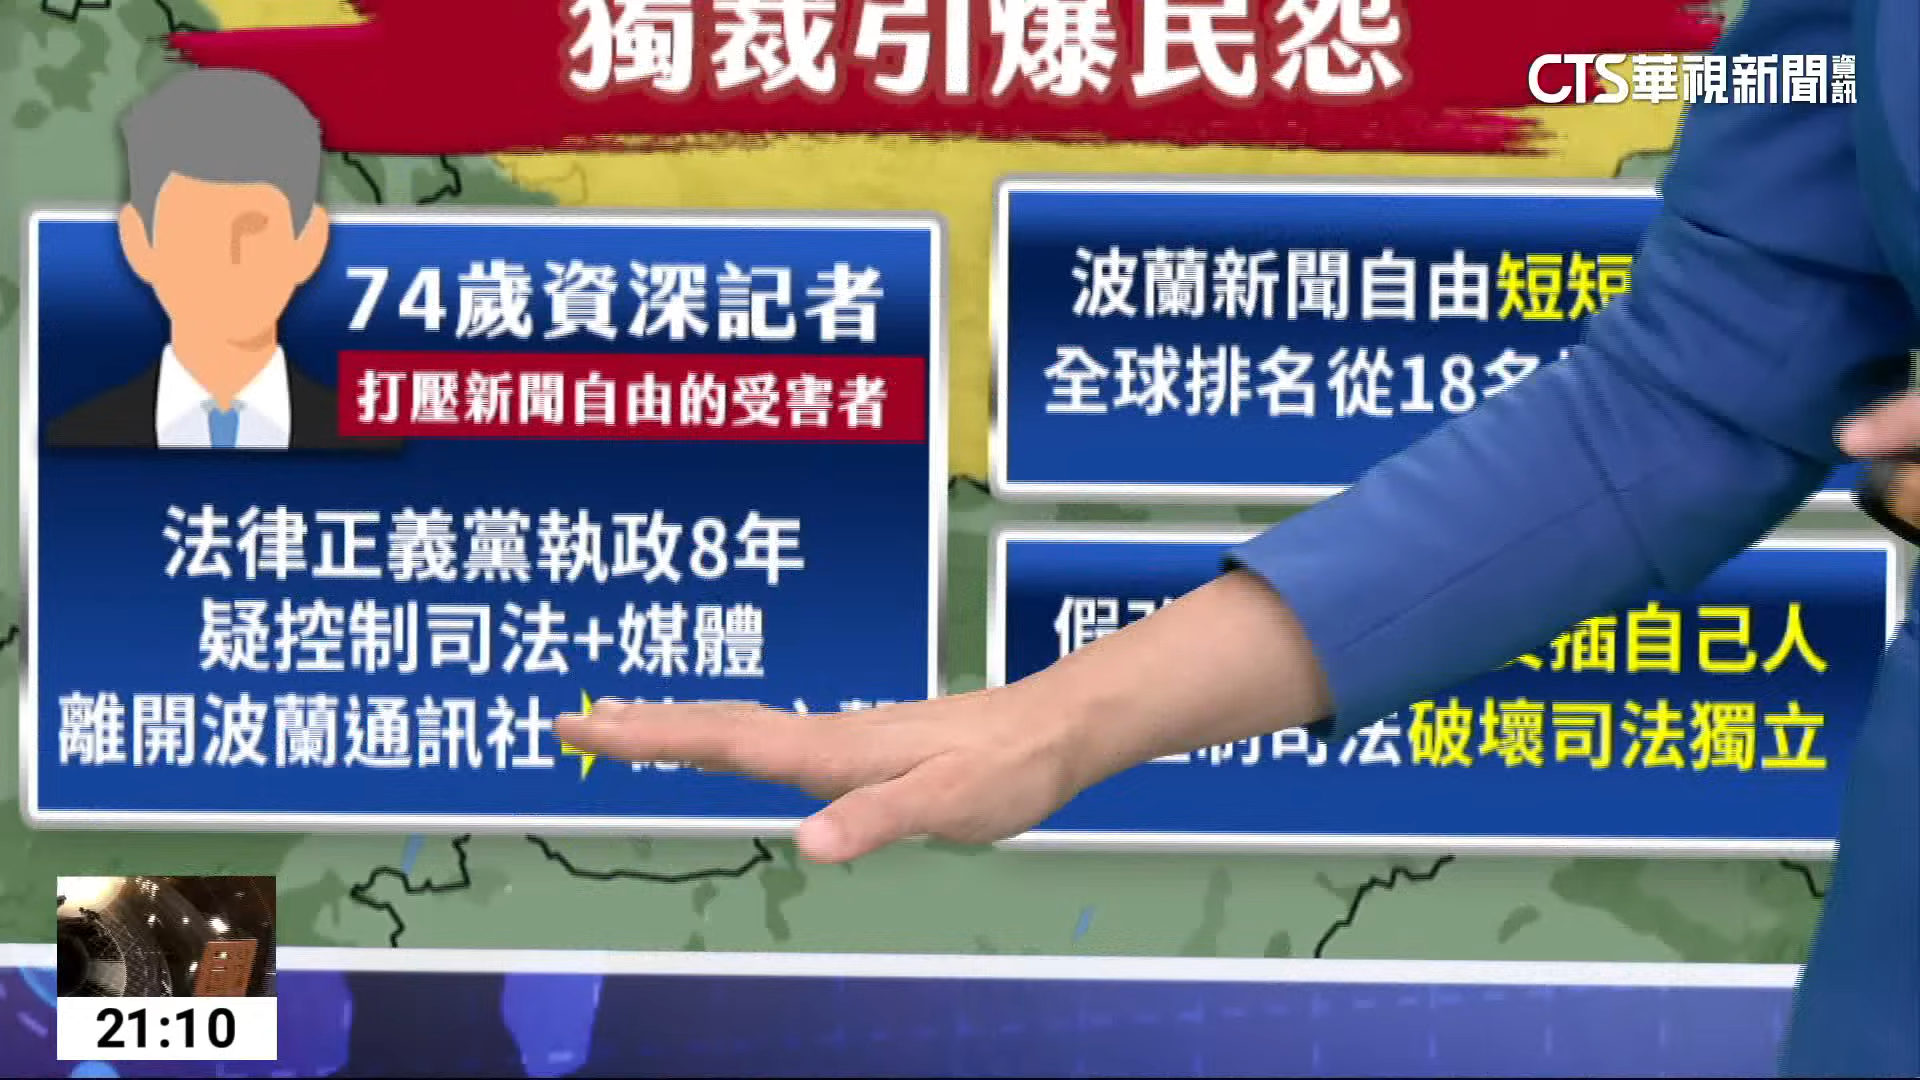 獨裁引爆民怨
CTS華視新聞資訊
74歲資深記者
打壓新聞自由的受害者
法律正義黨執政8年
疑控制司法+媒體
離開波蘭通訊社
波蘭新聞自由短短
全球排名從18名
假 插自己人
司法破壞司法獨立
21:10